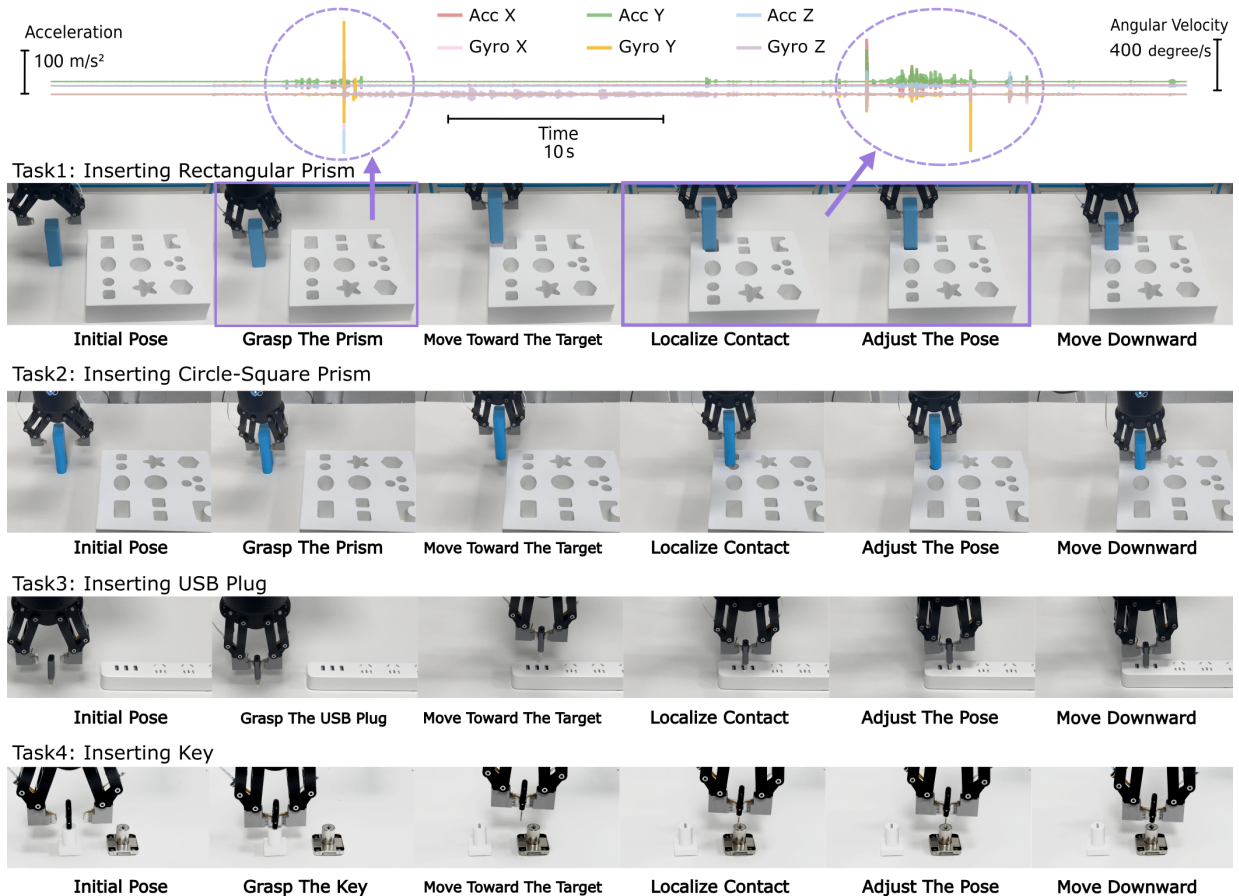 Acceleration
100 m/s²
Acc X
Acc Y
Acc Z
Gyro X
Gyro Y
Gyro Z
Angular Velocity
400 degree/s
Time
10 s
Task1: Inserting Rectangular Prism
Initial Pose
Grasp The Prism
Move Toward The Target
Localize Contact
Adjust The Pose
Move Downward
Task2: Inserting Circle-Square Prism
Initial Pose
Grasp The Prism
Move Toward The Target
Localize Contact
Adjust The Pose
Move Downward
Task3: Inserting USB Plug
Initial Pose
Grasp The USB Plug
Move Toward The Target
Localize Contact
Adjust The Pose
Move Downward
Task4: Inserting Key
Initial Pose
Grasp The Key
Move Toward The Target
Localize Contact
Adjust The Pose
Move Downward